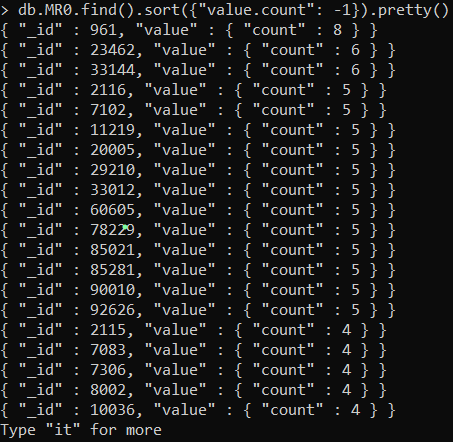 > db.MR0.find().sort({"value.count": -1}).pretty()
{ "_id" : 961, "value" : { "count" : 8 } }
{ "_id" : 23462, "value" : { "count" : 6 } }
{ "_id" : 33144, "value" : { "count" : 6 } }
{ "_id" : 2116, "value" : { "count" : 5 } }
{ "_id" : 7102, "value" : { "count" : 5 } }
{ "_id" : 11219, "value" : { "count" : 5 } }
{ "_id" : 20005, "value" : { "count" : 5 } }
{ "_id" : 29210, "value" : { "count" : 5 } }
{ "_id" : 33012, "value" : { "count" : 5 } }
{ "_id" : 60605, "value" : { "count" : 5 } }
{ "_id" : 78229, "value" : { "count" : 5 } }
{ "_id" : 85021, "value" : { "count" : 5 } }
{ "_id" : 85281, "value" : { "count" : 5 } }
{ "_id" : 90010, "value" : { "count" : 5 } }
{ "_id" : 92626, "value" : { "count" : 5 } }
{ "_id" : 2115, "value" : { "count" : 4 } }
{ "_id" : 7083, "value" : { "count" : 4 } }
{ "_id" : 7306, "value" : { "count" : 4 } }
{ "_id" : 8002, "value" : { "count" : 4 } }
{ "_id" : 10036, "value" : { "count" : 4 } }
Type "it" for more